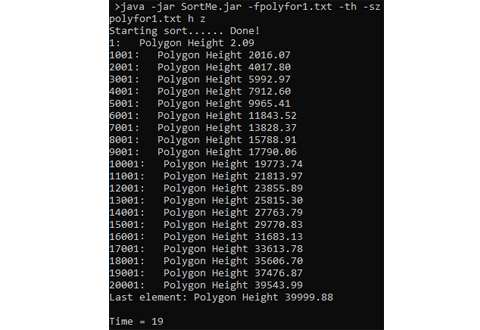 >java -jar SortMe.jar -fpolyfor1.txt -th -sz
polyfor1.txt h z
Starting sort...... Done!
1:   Polygon Height 2.09
1001:   Polygon Height 2016.07
2001:   Polygon Height 4017.80
3001:   Polygon Height 5992.97
4001:   Polygon Height 7912.60
5001:   Polygon Height 9965.41
6001:   Polygon Height 11843.52
7001:   Polygon Height 13828.37
8001:   Polygon Height 15788.91
9001:   Polygon Height 17790.06
10001:   Polygon Height 19773.74
11001:   Polygon Height 21813.97
12001:   Polygon Height 23855.89
13001:   Polygon Height 25815.30
14001:   Polygon Height 27763.79
15001:   Polygon Height 29770.83
16001:   Polygon Height 31683.13
17001:   Polygon Height 33613.78
18001:   Polygon Height 35606.70
19001:   Polygon Height 37476.87
20001:   Polygon Height 39543.99
Last element: Polygon Height 39999.88
Time = 19